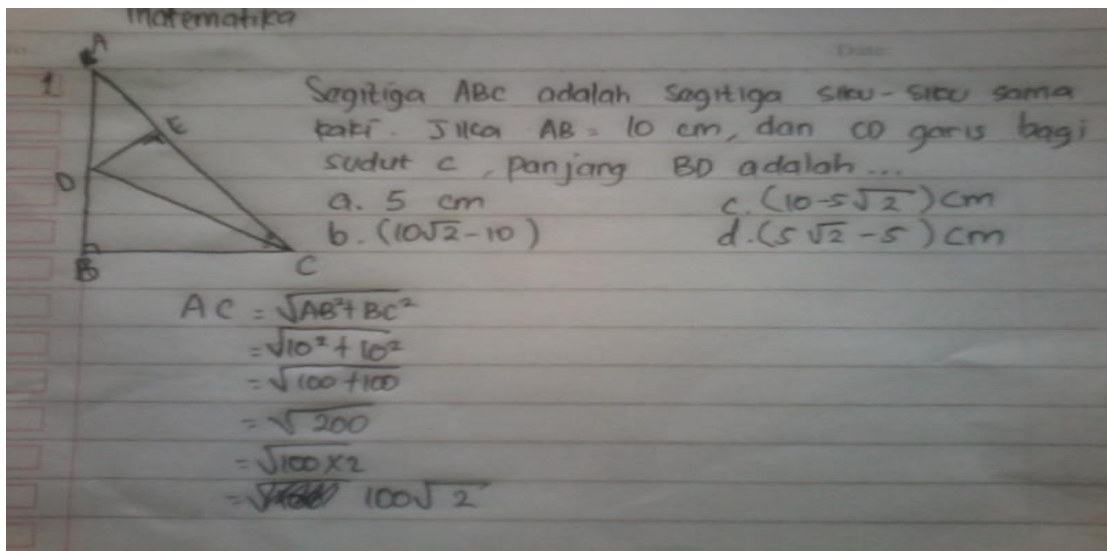 matematika
Date:
1
A
E
D
B
C
Segitiga ABC adalah segitiga siku-siku sama
kaki. Jika AB = 10 cm, dan CD garis bagi
sudut C, panjang BD adalah...
a. 5 cm c. (10-5√2) cm
b. (10√2-10) d. (5√2-5) cm
AC = √AB²+BC²
= √10²+10²
= √100+100
= √200
= √100x2
= 100√2